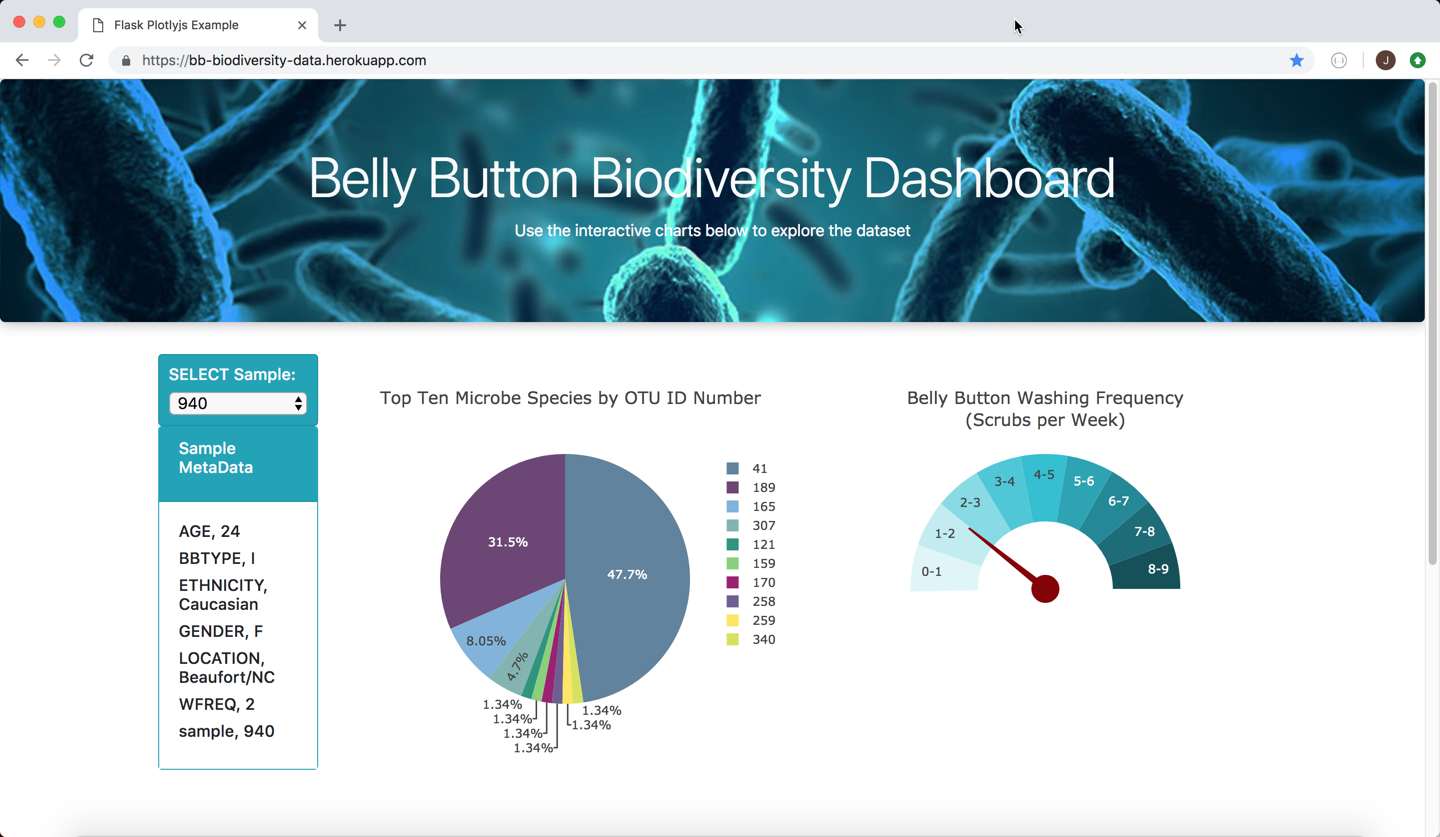 Flask Plotlyjs Example
https://bb-biodiversity-data.herokuapp.com
J
Belly Button Biodiversity Dashboard
Use the interactive charts below to explore the dataset
SELECT Sample:
940
Sample
MetaData
AGE, 24
BBTYPE, I
ETHNICITY,
Caucasian
GENDER, F
LOCATION,
Beaufort/NC
WFREQ, 2
sample, 940
Top Ten Microbe Species by OTU ID Number
47.7%
31.5%
8.05%
4.7%
1.34%
1.34%
1.34%
1.34%
1.34%
1.34%
41
189
165
307
121
159
170
258
259
340
Belly Button Washing Frequency
(Scrubs per Week)
0-1
1-2
2-3
3-4
4-5
5-6
6-7
7-8
8-9